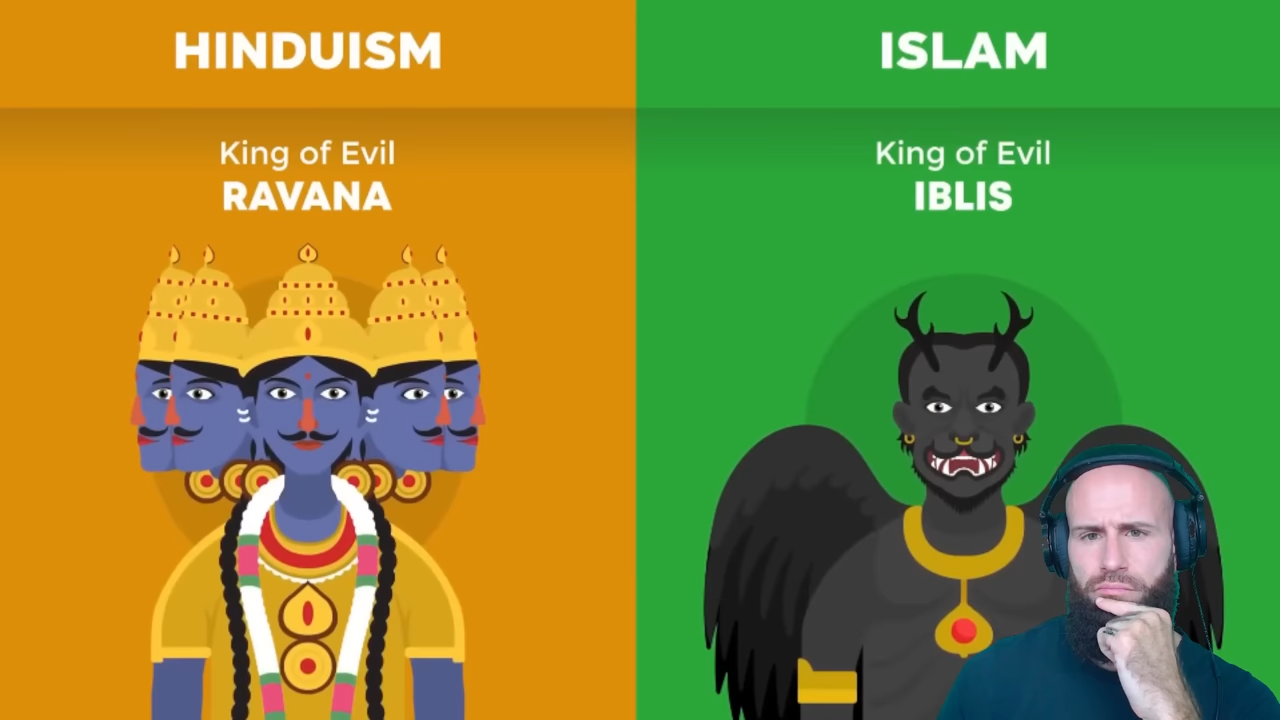 HINDUISM
King of Evil
RAVANA
ISLAM
King of Evil
IBLIS